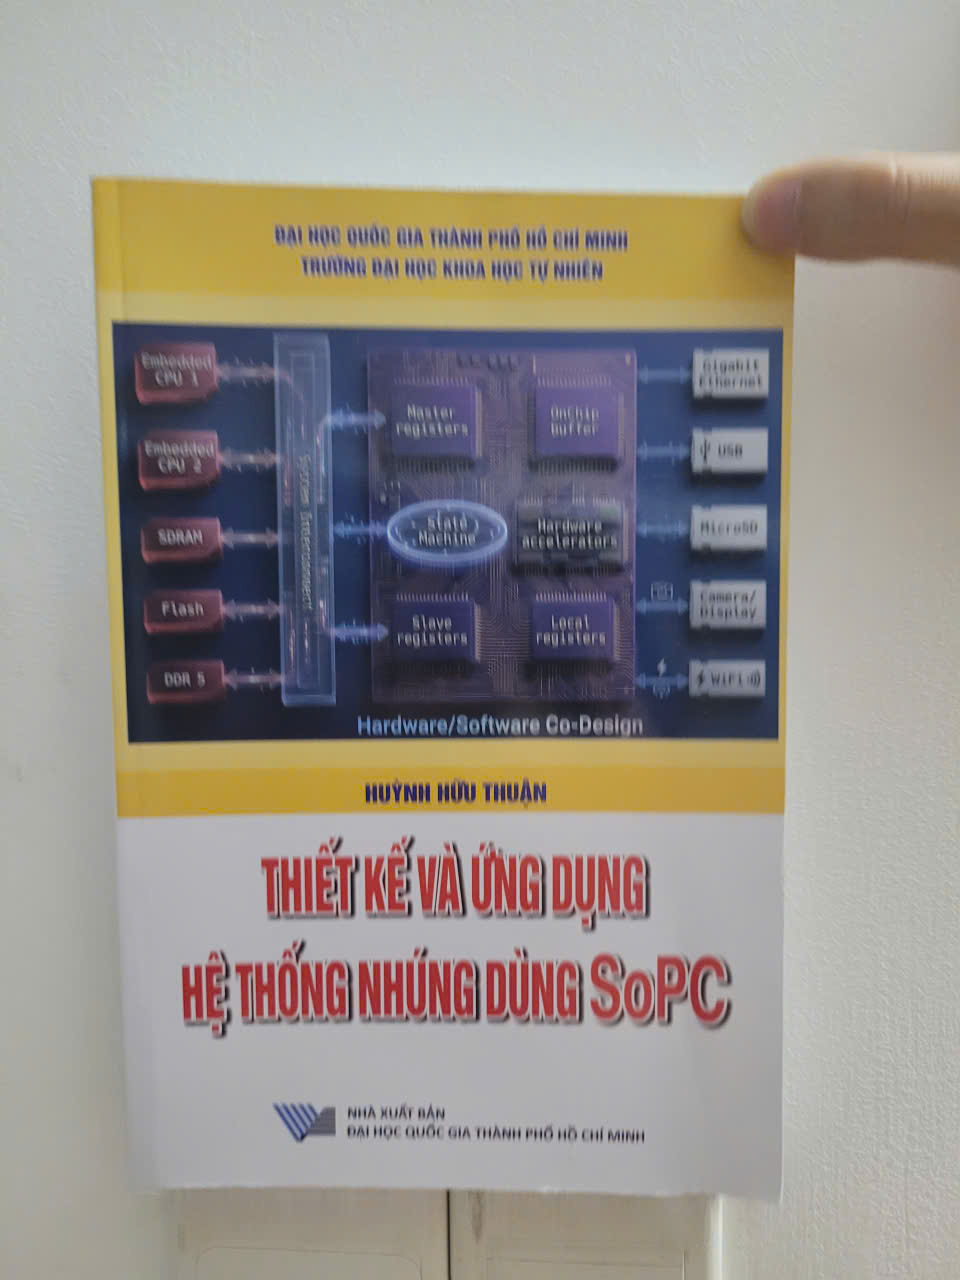 ĐẠI HỌC QUỐC GIA THÀNH PHỐ HỒ CHÍ MINH
TRƯỜNG ĐẠI HỌC KHOA HỌC TỰ NHIÊN
Embedded
CPU 1
Embedded
CPU 2
SDRAM
Flash
DDR 5
System Interconnect
Master
registers
OnChip
buffer
State
Machine
Hardware
accelerators
Slave
registers
Local
registers
Gigabit
Ethernet
USB
MicroSD
Camera/
Display
WiFi
Hardware/Software Co-Design
HUỲNH HỮU THUẬN
THIẾT KẾ VÀ ỨNG DỤNG
HỆ THỐNG NHÚNG DÙNG SoPC
NHÀ XUẤT BẢN
ĐẠI HỌC QUỐC GIA THÀNH PHỐ HỒ CHÍ MINH